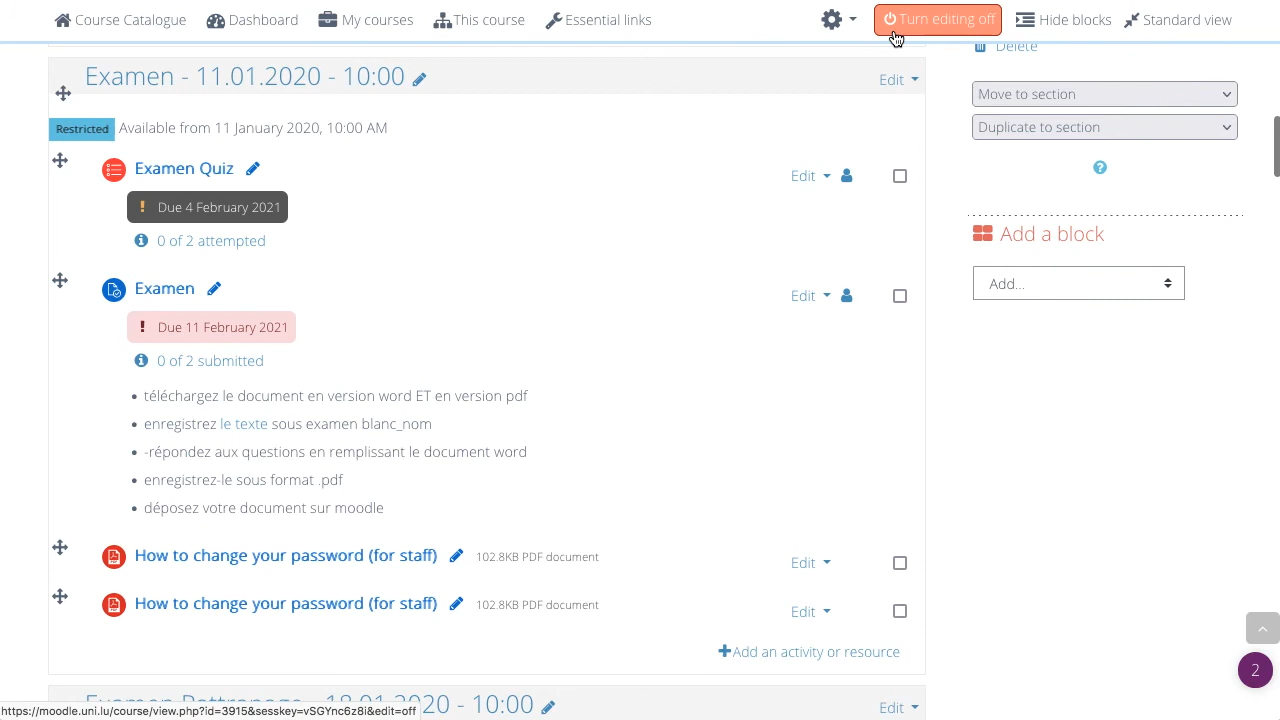 Course Catalogue Dashboard My courses This course Essential links Turn editing off Hide blocks Standard view
Delete
Examen - 11.01.2020 - 10:00 Edit
Move to section
Duplicate to section
Restricted Available from 11 January 2020, 10:00 AM
Examen Quiz Edit
! Due 4 February 2021
0 of 2 attempted
Add a block
Add...
Examen Edit
! Due 11 February 2021
0 of 2 submitted
• téléchargez le document en version word ET en version pdf
• enregistrez le texte sous examen blanc_nom
• -répondez aux questions en remplissant le document word
• enregistrez-le sous format .pdf
• déposez votre document sur moodle
How to change your password (for staff) 102.8KB PDF document Edit
How to change your password (for staff) 102.8KB PDF document Edit
Add an activity or resource
2
Examen Rattrapage - 18.01.2020 - 10:00 Edit
https://moodle.uni.lu/course/view.php?id=3915&sesskey=vSGYnc6z8i&edit=off